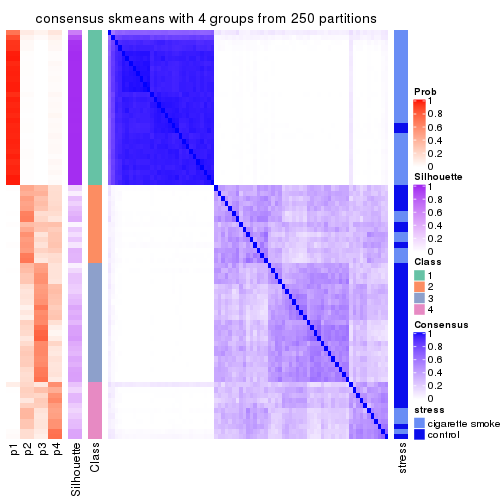 consensus skmeans with 4 groups from 250 partitions
p1
p2
p3
p4
Silhouette
Class
stress
Prob
1
0.8
0.6
0.4
0.2
0
Silhouette
1
0.8
0.6
0.4
0.2
0
Class
1
2
3
4
Consensus
1
0.8
0.6
0.4
0.2
0
stress
cigarette smoke
control